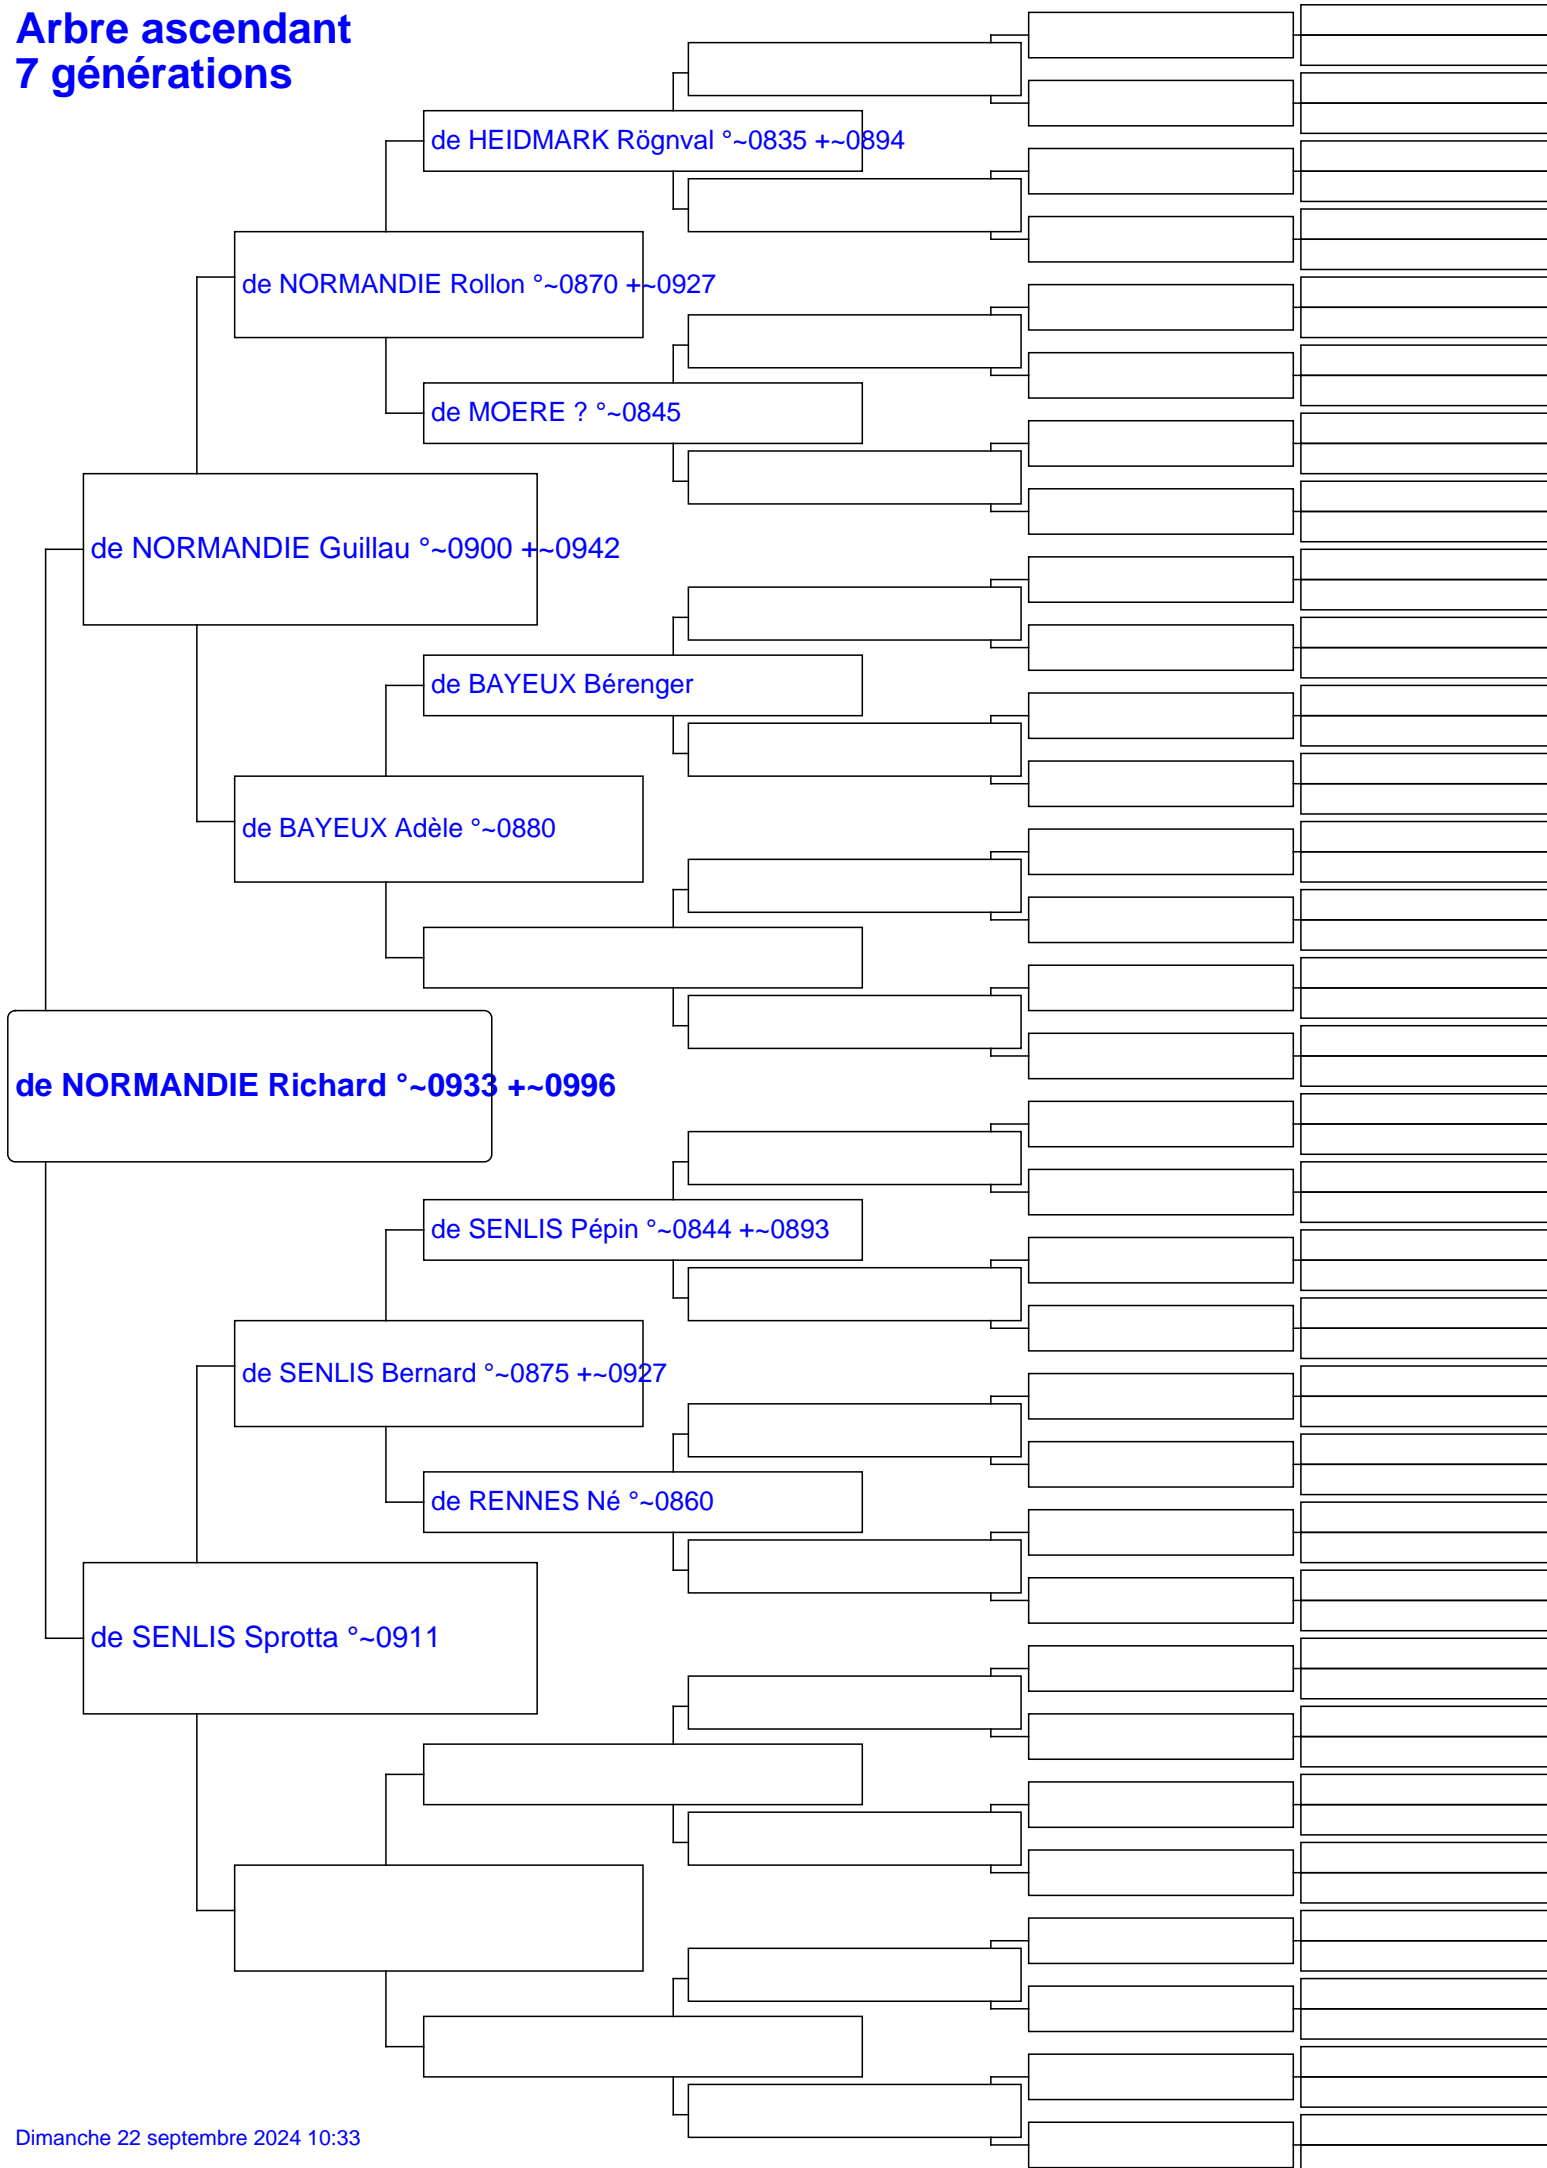 Arbre ascendant
7 générations
de HEIDMARK Rögnval °~0835 +~0894
de NORMANDIE Rollon °~0870 +~0927
de MOERE ? °~0845
de NORMANDIE Guillau °~0900 +~0942
de BAYEUX Bérenger
de BAYEUX Adèle °~0880
de NORMANDIE Richard °~0933 +~0996
de SENLIS Pépin °~0844 +~0893
de SENLIS Bernard °~0875 +~0927
de RENNES Né °~0860
de SENLIS Sprotta °~0911
Dimanche 22 septembre 2024 10:33